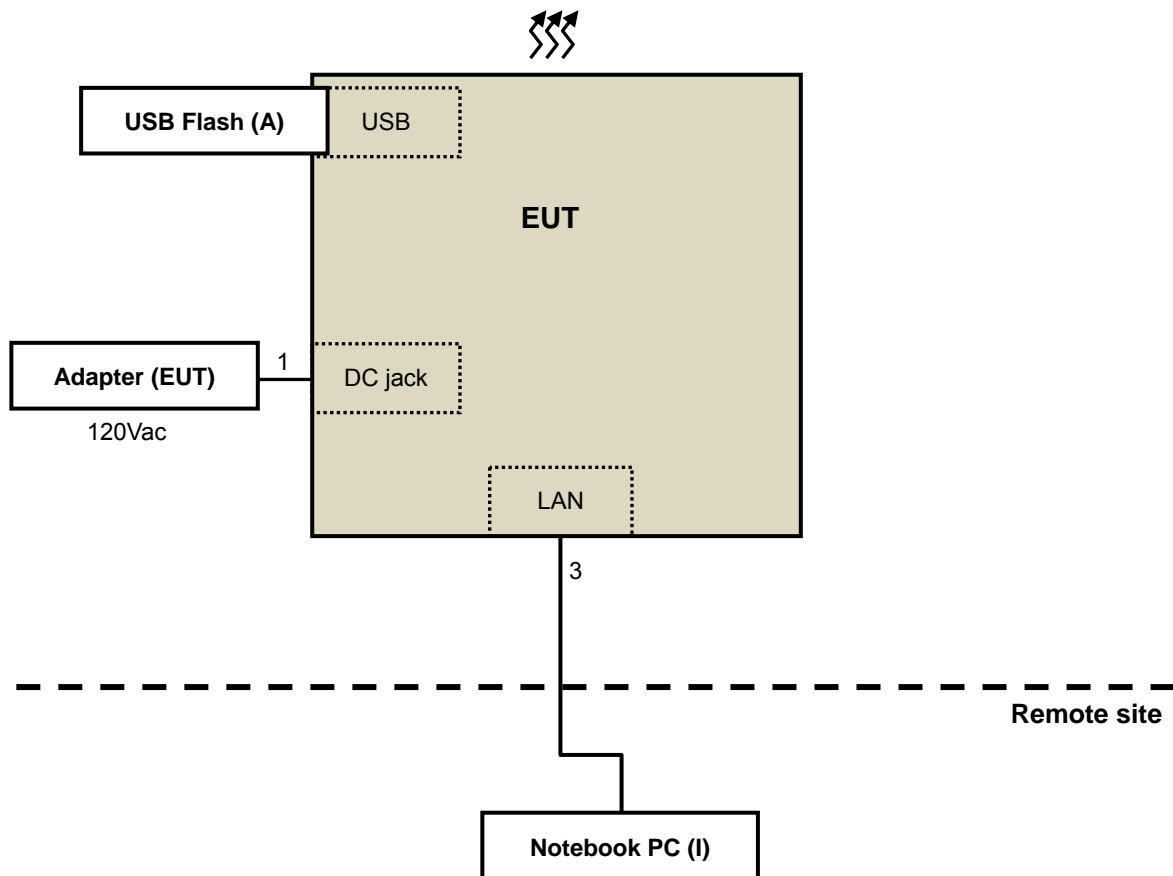 USB Flash (A)
USB
EUT
Adapter (EUT)
1
DC jack
120Vac
LAN
3
Remote site
Notebook PC (I)